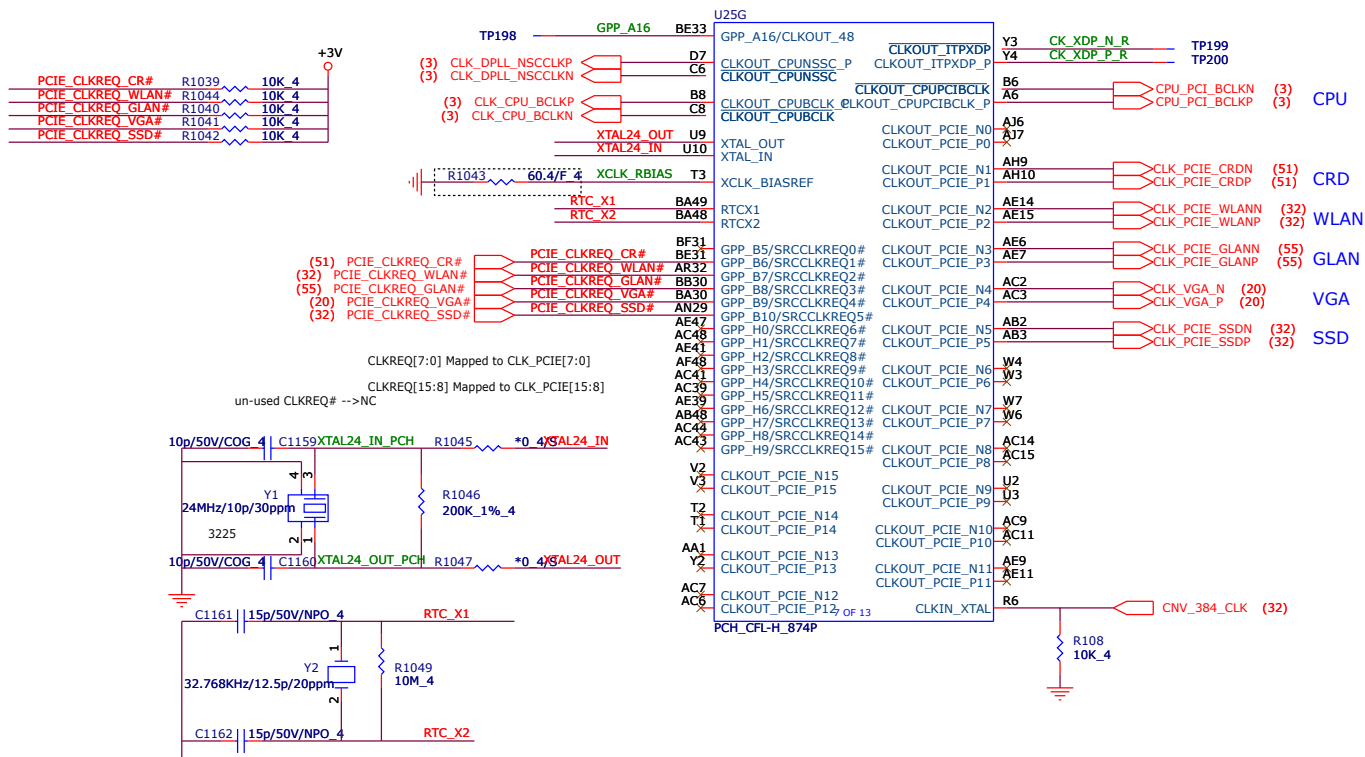 U25G
+3V
PCIE_CLKREQ_CR# R1039 10K_4
PCIE_CLKREQ_WLAN# R1044 10K_4
PCIE_CLKREQ_GLAN# R1040 10K_4
PCIE_CLKREQ_VGA# R1041 10K_4
PCIE_CLKREQ_SSD# R1042 10K_4
TP198 GPP_A16 BE33 GPP_A16/CLKOUT_48
(3) CLK_DPLL_NSCCLKP D7 CLKOUT_CPUNSSC_P
(3) CLK_DPLL_NSCCLKN C6 CLKOUT_CPUNSSC
(3) CLK_CPU_BCLKP B8 CLKOUT_CPUBCLK_P
(3) CLK_CPU_BCLKN C8 CLKOUT_CPUBCLK
XTAL24_OUT U9 XTAL_OUT
XTAL24_IN U10 XTAL_IN
R1043 60.4/F_4 XCLK_RBIAS T3 XCLK_BIASREF
RTC_X1 BA49 RTCX1
RTC_X2 BA48 RTCX2
BF31 GPP_B5/SRCCLKREQ0#
(51) PCIE_CLKREQ_CR# PCIE_CLKREQ_CR# BE31 GPP_B6/SRCCLKREQ1#
(32) PCIE_CLKREQ_WLAN# PCIE_CLKREQ_WLAN# AR32 GPP_B7/SRCCLKREQ2#
(55) PCIE_CLKREQ_GLAN# PCIE_CLKREQ_GLAN# BB30 GPP_B8/SRCCLKREQ3#
(20) PCIE_CLKREQ_VGA# PCIE_CLKREQ_VGA# BA30 GPP_B9/SRCCLKREQ4#
(32) PCIE_CLKREQ_SSD# PCIE_CLKREQ_SSD# AN29 GPP_B10/SRCCLKREQ5#
AE47 GPP_H0/SRCCLKREQ6#
AC48 GPP_H1/SRCCLKREQ7#
AE41 GPP_H2/SRCCLKREQ8#
AF48 GPP_H3/SRCCLKREQ9#
AC41 GPP_H4/SRCCLKREQ10#
AC39 GPP_H5/SRCCLKREQ11#
AE39 GPP_H6/SRCCLKREQ12#
AB48 GPP_H7/SRCCLKREQ13#
AC44 GPP_H8/SRCCLKREQ14#
AC43 GPP_H9/SRCCLKREQ15#
V2 CLKOUT_PCIE_N15
V3 CLKOUT_PCIE_P15
T2 CLKOUT_PCIE_N14
T1 CLKOUT_PCIE_P14
AA1 CLKOUT_PCIE_N13
Y2 CLKOUT_PCIE_P13
AC7 CLKOUT_PCIE_N12
AC6 CLKOUT_PCIE_P12
7 OF 13
PCH_CFL-H_874P
CLKOUT_ITPXDP Y3 CK_XDP_N_R TP199
CLKOUT_ITPXDP_P Y4 CK_XDP_P_R TP200
CLKOUT_CPUPCIBCLK B6 CPU_PCI_BCLKN (3)
CLKOUT_CPUPCIBCLK_P A6 CPU_PCI_BCLKP (3)
CPU
CLKOUT_PCIE_N0 AJ6
CLKOUT_PCIE_P0 AJ7
CLKOUT_PCIE_N1 AH9 CLK_PCIE_CRDN (51)
CLKOUT_PCIE_P1 AH10 CLK_PCIE_CRDP (51)
CRD
CLKOUT_PCIE_N2 AE14 CLK_PCIE_WLANN (32)
CLKOUT_PCIE_P2 AE15 CLK_PCIE_WLANP (32)
WLAN
CLKOUT_PCIE_N3 AE6 CLK_PCIE_GLANN (55)
CLKOUT_PCIE_P3 AE7 CLK_PCIE_GLANP (55)
GLAN
CLKOUT_PCIE_N4 AC2 CLK_VGA_N (20)
CLKOUT_PCIE_P4 AC3 CLK_VGA_P (20)
VGA
CLKOUT_PCIE_N5 AB2 CLK_PCIE_SSDN (32)
CLKOUT_PCIE_P5 AB3 CLK_PCIE_SSDP (32)
SSD
CLKOUT_PCIE_N6 W4
CLKOUT_PCIE_P6 W3
CLKOUT_PCIE_N7 W7
CLKOUT_PCIE_P7 W6
CLKOUT_PCIE_N8 AC14
CLKOUT_PCIE_P8 AC15
CLKOUT_PCIE_N9 U2
CLKOUT_PCIE_P9 U3
CLKOUT_PCIE_N10 AC9
CLKOUT_PCIE_P10 AC11
CLKOUT_PCIE_N11 AE9
CLKOUT_PCIE_P11 AE11
CLKIN_XTAL R6 CNV_384_CLK (32)
R108
10K_4
CLKREQ[7:0] Mapped to CLK_PCIE[7:0]
CLKREQ[15:8] Mapped to CLK_PCIE[15:8]
un-used CLKREQ# -->NC
10p/50V/COG_4 C1159 XTAL24_IN_PCH R1045 *0_4/S XTAL24_IN
4 3
Y1
24MHz/10p/30ppm
3225
2 1
R1046
200K_1%_4
10p/50V/COG_4 C1160 XTAL24_OUT_PCH R1047 *0_4/S XTAL24_OUT
C1161 15p/50V/NPO_4 RTC_X1
1
Y2
32.768KHz/12.5p/20ppm
2
R1049
10M_4
C1162 15p/50V/NPO_4 RTC_X2